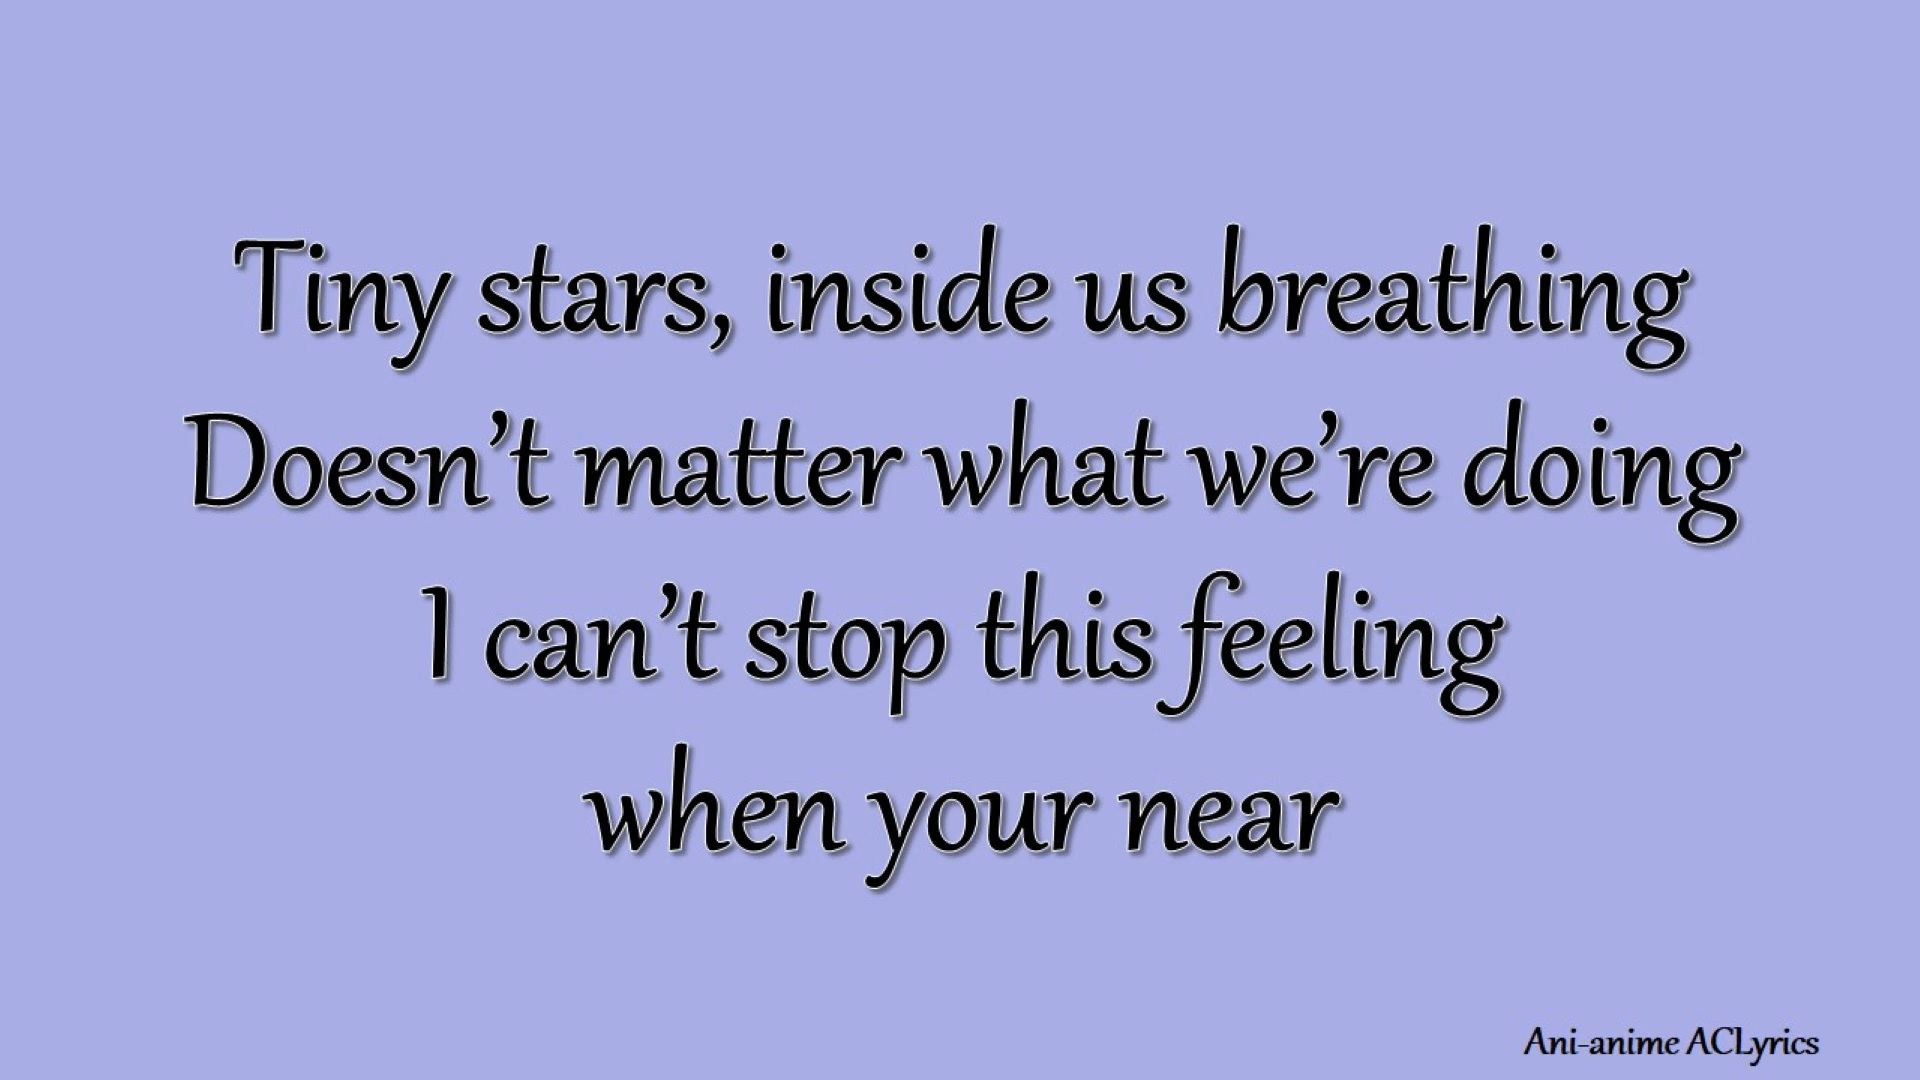 Tiny stars, inside us breathing
Doesn’t matter what we’re doing
I can’t stop this feeling
when your near
Ani-anime ACLyrics